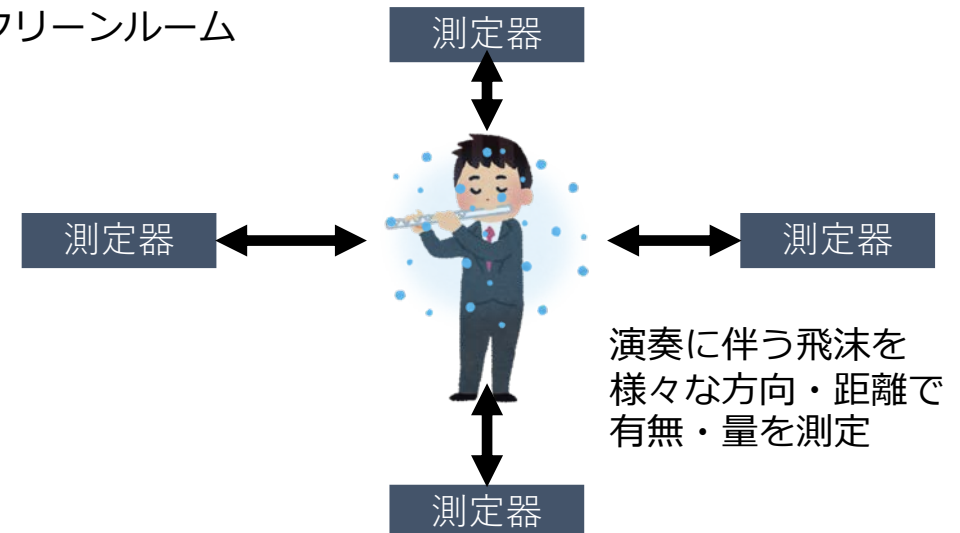 クリーンルーム
測定器
測定器
測定器
演奏に伴う飛沫を
様々な方向・距離で
有無・量を測定
測定器